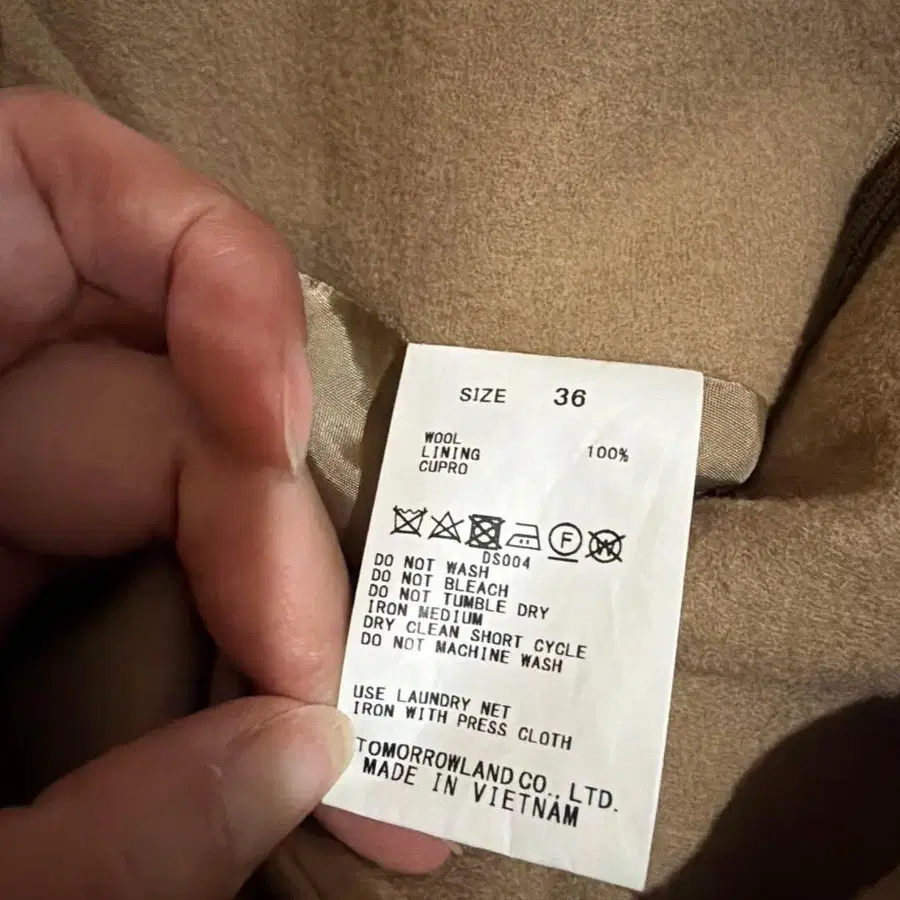 SIZE 36
WOOL
LINING 100%
CUPRO
F W
DS004
DO NOT WASH
DO NOT BLEACH
DO NOT TUMBLE DRY
IRON MEDIUM
DRY CLEAN SHORT CYCLE
DO NOT MACHINE WASH
USE LAUNDRY NET
IRON WITH PRESS CLOTH
TOMORROWLAND CO., LTD.
MADE IN VIETNAM